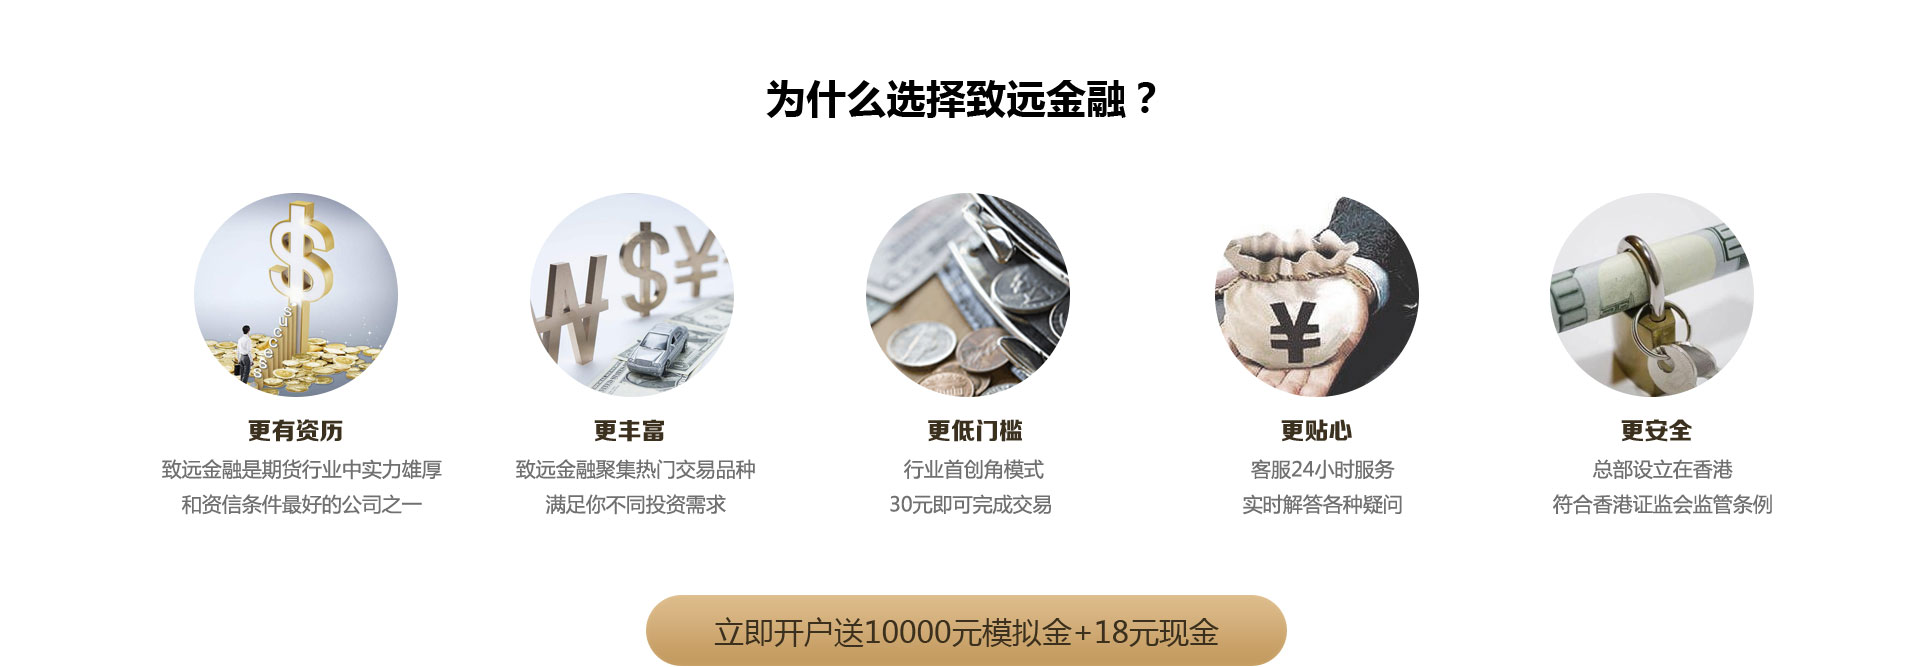 为什么选择致远金融？
success
更有资历
致远金融是期货行业中实力雄厚
和资信条件最好的公司之一
更丰富
致远金融聚集热门交易品种
满足你不同投资需求
更低门槛
行业首创角模式
30元即可完成交易
更贴心
客服24小时服务
实时解答各种疑问
更安全
总部设立在香港
符合香港证监会监管条例
立即开户送10000元模拟金+18元现金